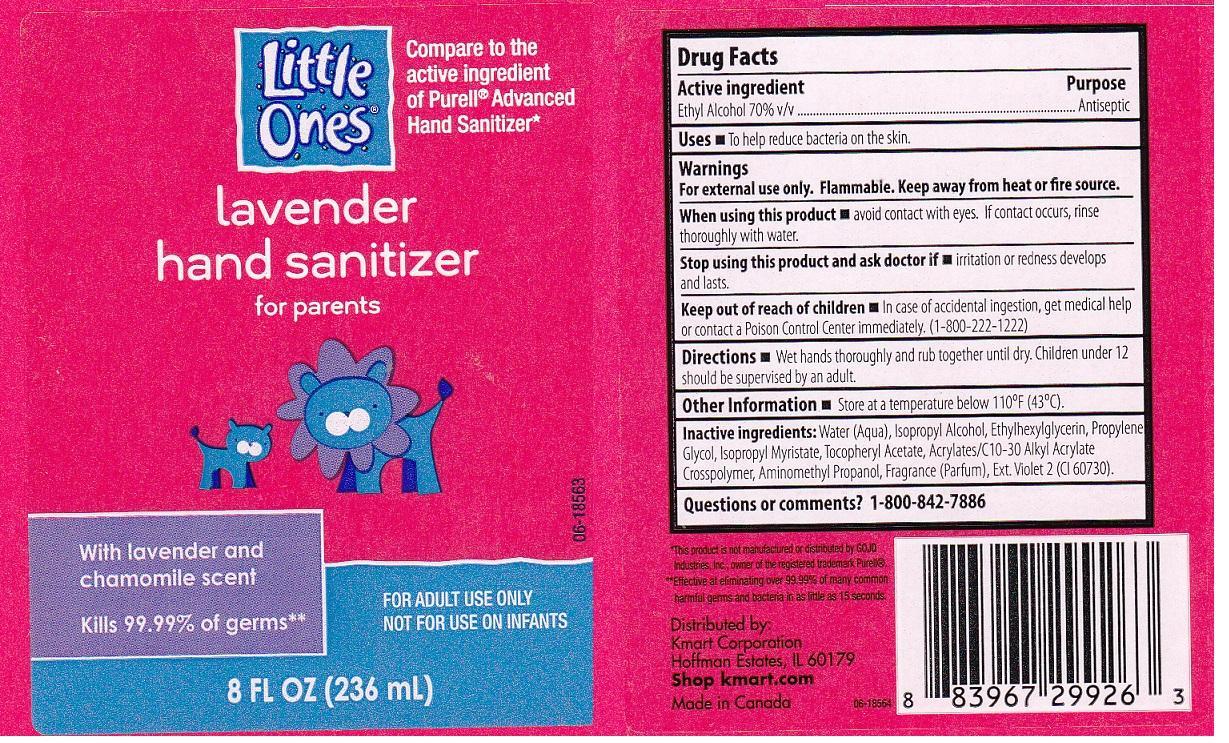 Little
Ones®
Compare to the
active ingredient
of Purell® Advanced
Hand Sanitizer*
lavender
hand sanitizer
for parents
06-18563
With lavender and
chamomile scent
Kills 99.99% of germs**
FOR ADULT USE ONLY
NOT FOR USE ON INFANTS
8 FL OZ (236 mL)
Drug Facts
Active ingredient Purpose
Ethyl Alcohol 70% v/v ........................................................................ Antiseptic
Uses ■ To help reduce bacteria on the skin.
Warnings
For external use only. Flammable. Keep away from heat or fire source.
When using this product ■ avoid contact with eyes. If contact occurs, rinse
thoroughly with water.
Stop using this product and ask doctor if ■ irritation or redness develops
and lasts.
Keep out of reach of children ■ In case of accidental ingestion, get medical help
or contact a Poison Control Center immediately. (1-800-222-1222)
Directions ■ Wet hands thoroughly and rub together until dry. Children under 12
should be supervised by an adult.
Other Information ■ Store at a temperature below 110°F (43°C).
Inactive ingredients: Water (Aqua), Isopropyl Alcohol, Ethylhexylglycerin, Propylene
Glycol, Isopropyl Myristate, Tocopheryl Acetate, Acrylates/C10-30 Alkyl Acrylate
Crosspolymer, Aminomethyl Propanol, Fragrance (Parfum), Ext. Violet 2 (CI 60730).
Questions or comments? 1-800-842-7886
*This product is not manufactured or distributed by GOJO
Industries, Inc., owner of the registered trademark Purell®.
**Effective at eliminating over 99.99% of many common
harmful germs and bacteria in as little as 15 seconds.
Distributed by:
Kmart Corporation
Hoffman Estates, IL 60179
Shop kmart.com
Made in Canada
06-18564
8 83967 29926 3